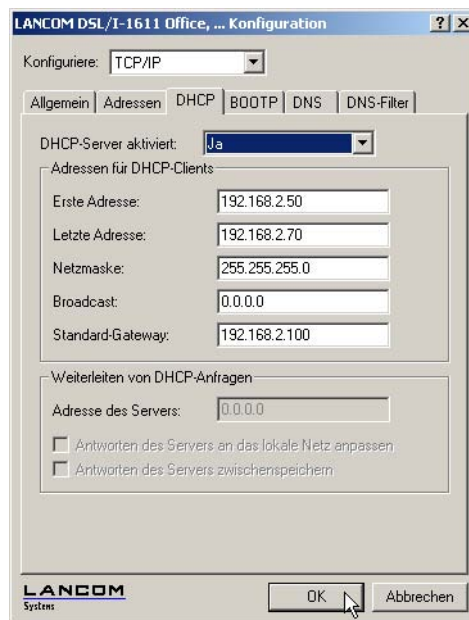 LANCOM DSL/I-1611 Office, ... Konfiguration
Konfiguriere: TCP/IP
Allgemein Adressen DHCP BOOTP DNS DNS-Filter
DHCP-Server aktiviert: Ja
Adressen für DHCP-Clients
Erste Adresse: 192.168.2.50
Letzte Adresse: 192.168.2.70
Netzmaske: 255.255.255.0
Broadcast: 0.0.0.0
Standard-Gateway: 192.168.2.100
Weiterleiten von DHCP-Anfragen
Adresse des Servers: 0.0.0.0
Antworten des Servers an das lokale Netz anpassen
Antworten des Servers zwischenspeichern
LANCOM
Systems
OK Abbrechen